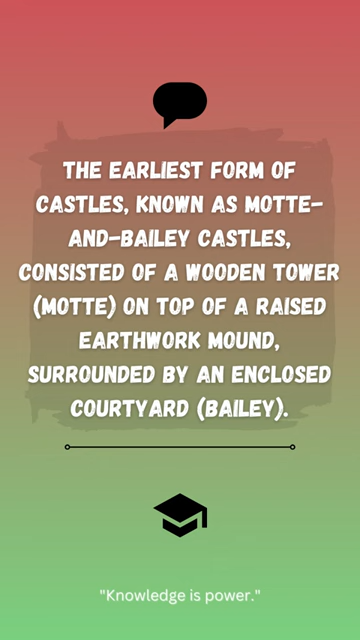 THE EARLIEST FORM OF
CASTLES, KNOWN AS MOTTE-
AND-BAILEY CASTLES,
CONSISTED OF A WOODEN TOWER
(MOTTE) ON TOP OF A RAISED
EARTHWORK MOUND,
SURROUNDED BY AN ENCLOSED
COURTYARD (BAILEY).
"Knowledge is power."